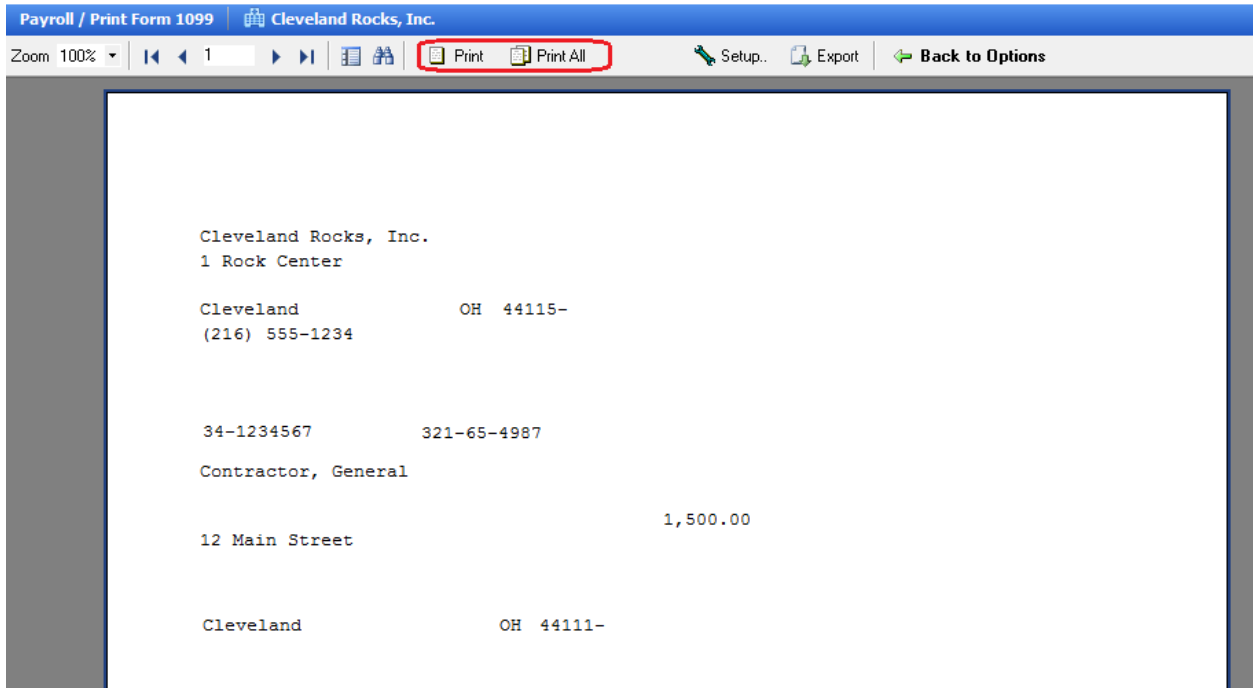 Payroll / Print Form 1099 Cleveland Rocks, Inc.
Zoom 100% 1 Print Print All Setup.. Export Back to Options
Cleveland Rocks, Inc.
1 Rock Center
Cleveland OH 44115-
(216) 555-1234
34-1234567 321-65-4987
Contractor, General
1,500.00
12 Main Street
Cleveland OH 44111-